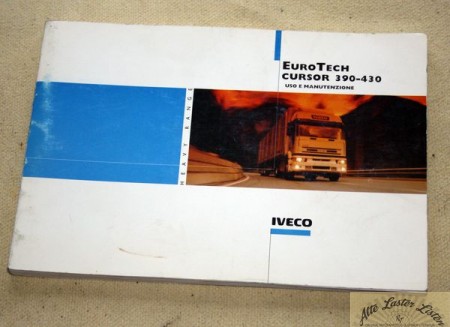 EUROTECH
CURSOR 390-430
USO E MANUTENZIONE
HEAVY RANGE
IVECO
Alte Laster Listen